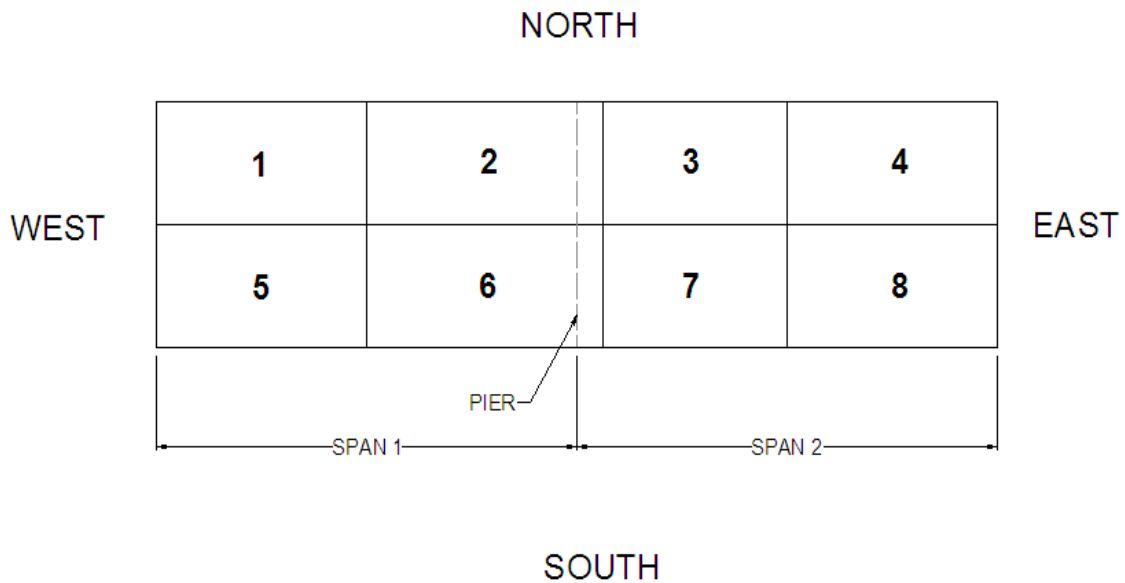 NORTH
1 2 3 4
WEST EAST
5 6 7 8
PIER
SPAN 1 SPAN 2
SOUTH